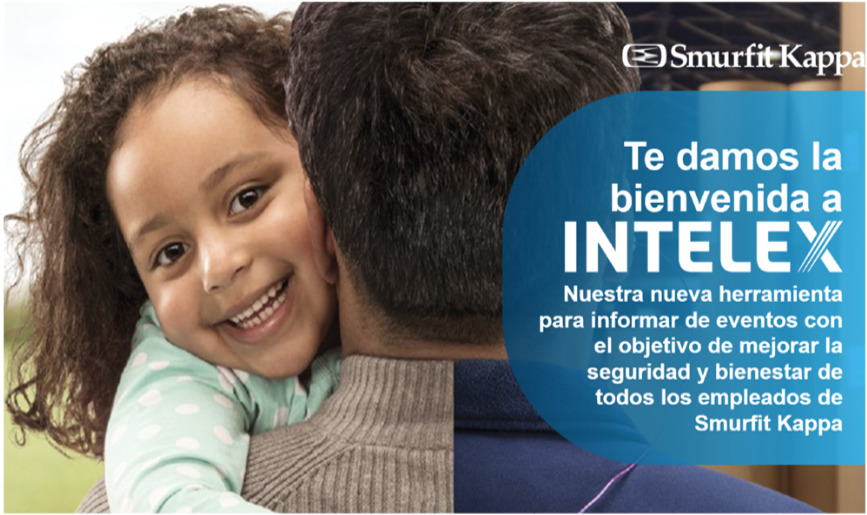 Smurfit Kappa
Te damos la
bienvenida a
INTELEX
Nuestra nueva herramienta
para informar de eventos con
el objetivo de mejorar la
seguridad y bienestar de
todos los empleados de
Smurfit Kappa